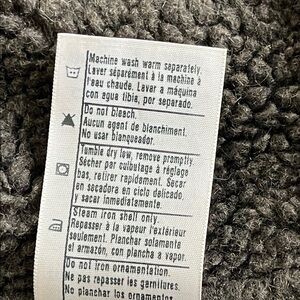 Machine wash warm separately.
Laver séparément à la machine à
l'eau chaude. Lavar a máquina
con agua tibia, por separado.
Do not bleach.
Aucun agent de blanchiment.
No usar blanqueador.
Tumble dry low, remove promptly.
Sécher par culbutage à réglage
bas, retirer rapidement. Secar
en secadora en ciclo delicado
y sacar inmediatamente.
Steam iron shell only.
Repasser à la vapeur l'extérieur
seulement. Planchar solamente
el armazón, con plancha a vapor.
Do not iron ornamentation.
Ne pas repasser les garnitures.
No planchar los ornamentos.